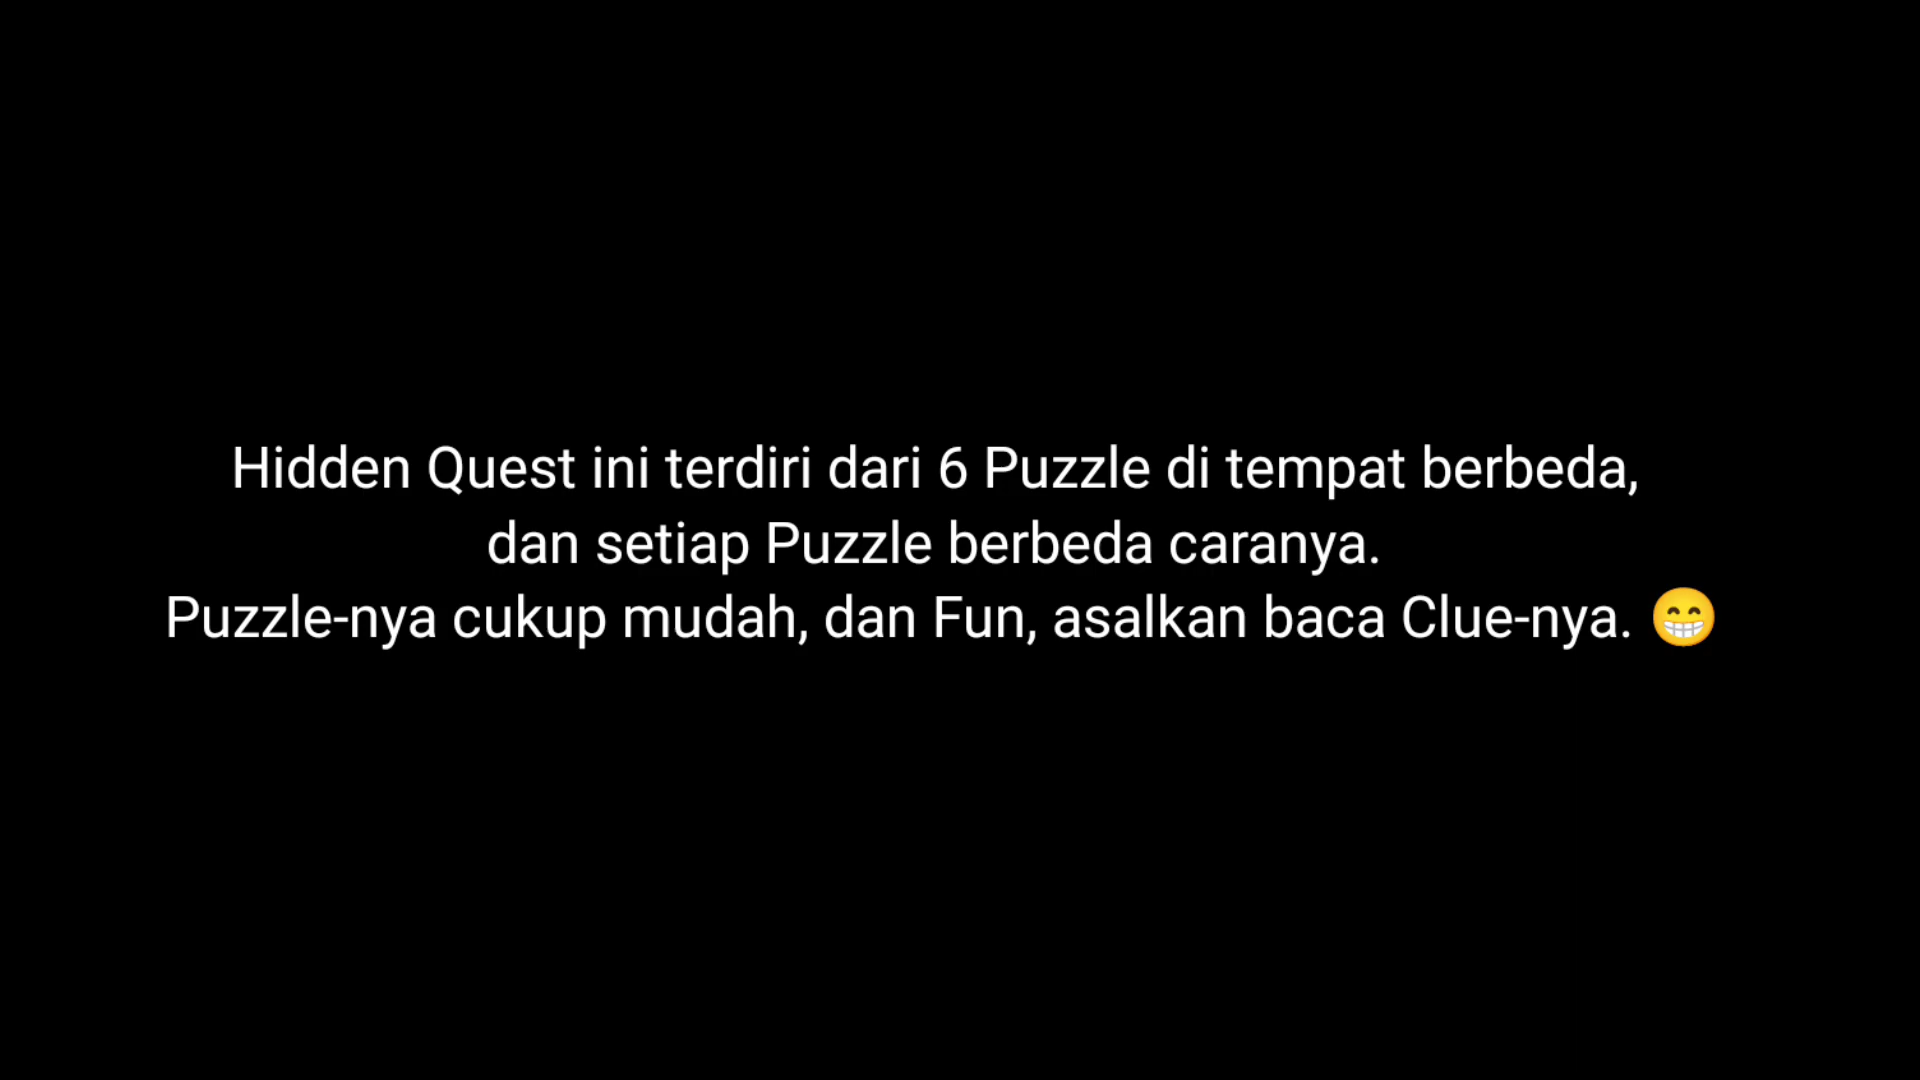 Hidden Quest ini terdiri dari 6 Puzzle di tempat berbeda,
dan setiap Puzzle berbeda caranya.
Puzzle-nya cukup mudah, dan Fun, asalkan baca Clue-nya. 😁